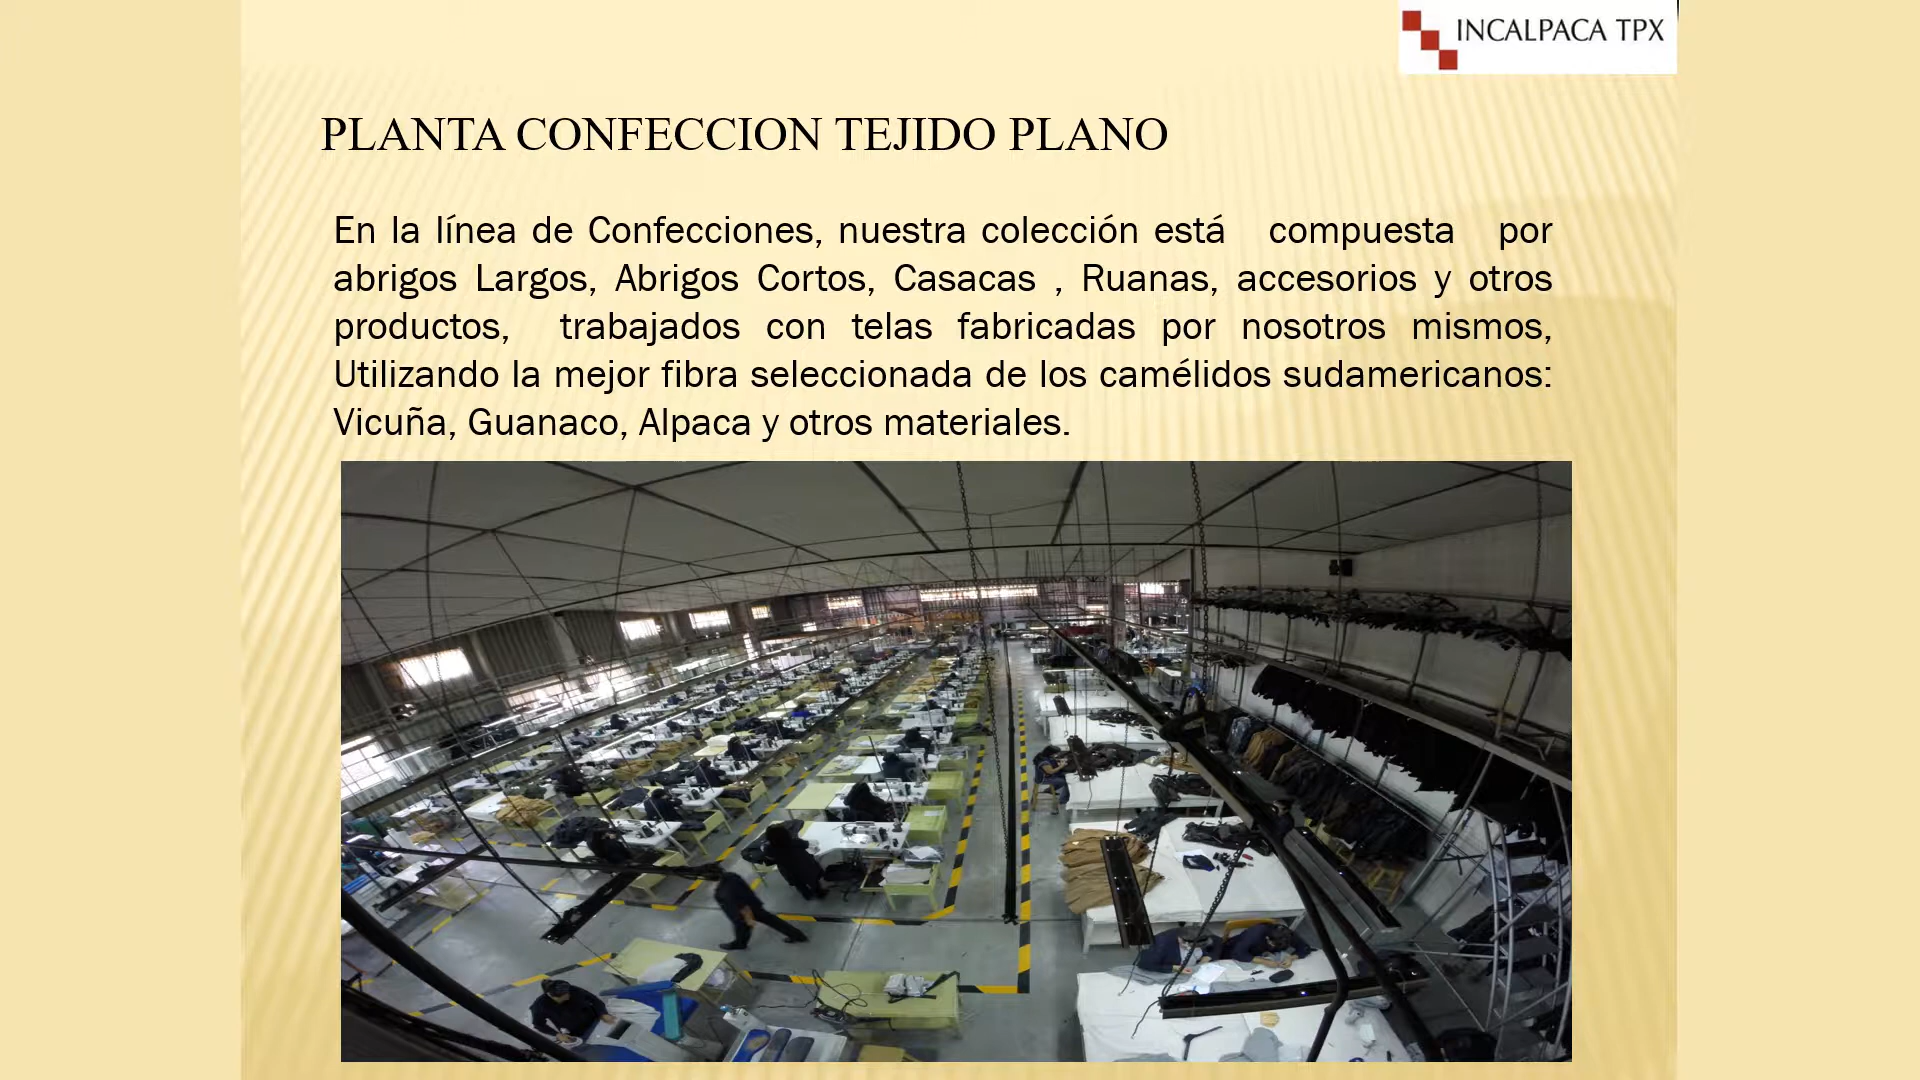 INCALPACA TPX
PLANTA CONFECCION TEJIDO PLANO
En la línea de Confecciones, nuestra colección está compuesta por
abrigos Largos, Abrigos Cortos, Casacas , Ruanas, accesorios y otros
productos, trabajados con telas fabricadas por nosotros mismos,
Utilizando la mejor fibra seleccionada de los camélidos sudamericanos:
Vicuña, Guanaco, Alpaca y otros materiales.